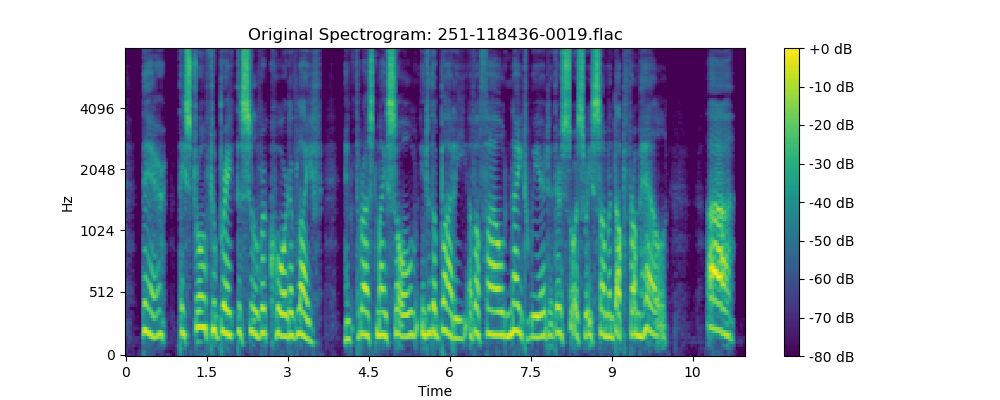 Original Spectrogram: 251-118436-0019.flac
+0 dB
4096
-10 dB
-20 dB
2048
-30 dB
Hz
1024
-40 dB
-50 dB
512
-60 dB
-70 dB
0
-80 dB
0 1.5 3 4.5 6 7.5 9 10
Time